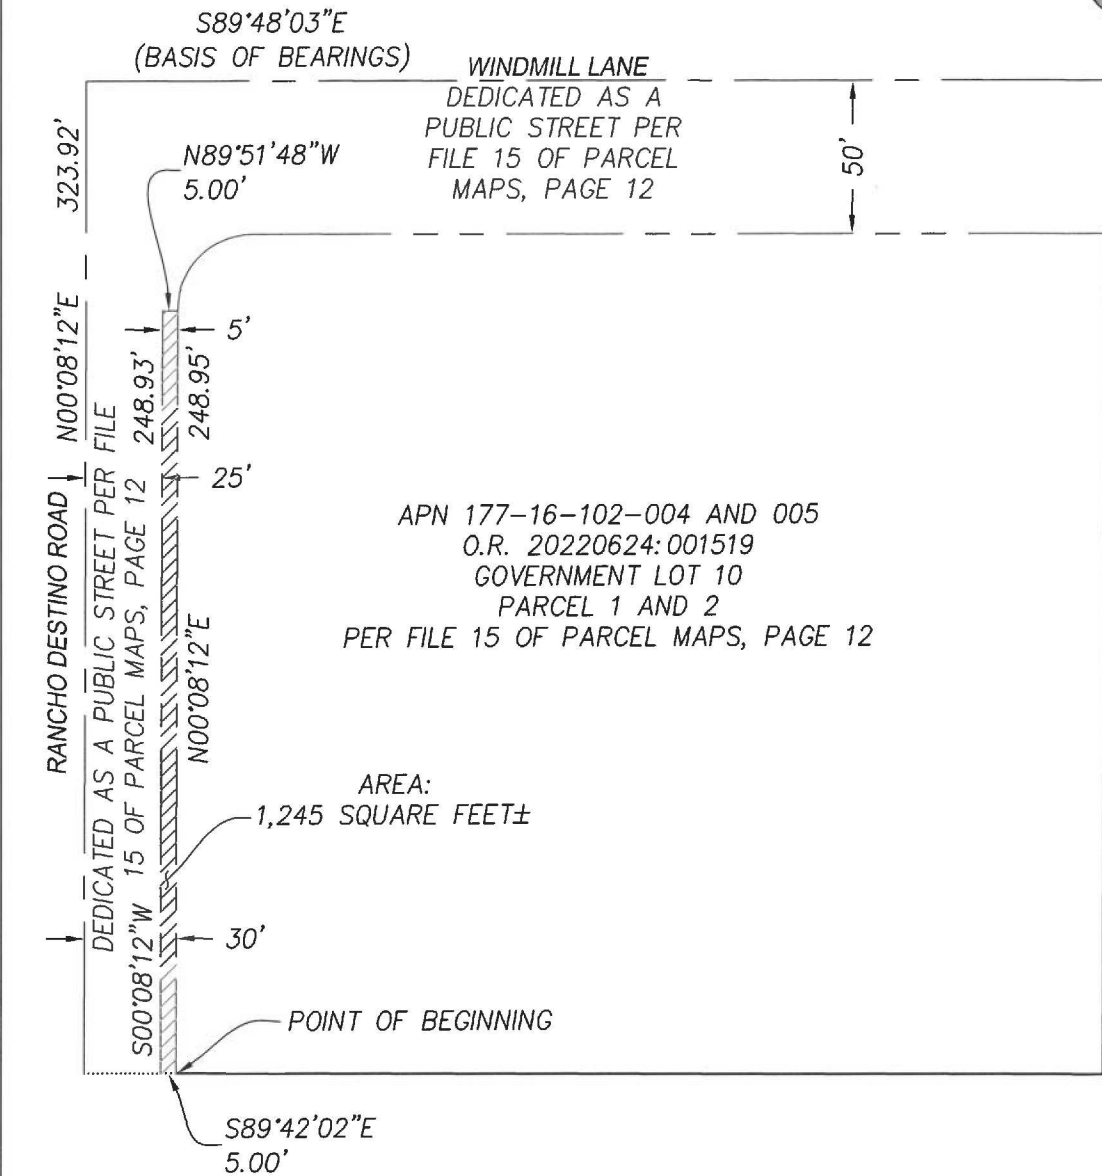 S89°48'03"E
(BASIS OF BEARINGS)
WINDMILL LANE
DEDICATED AS A
PUBLIC STREET PER
FILE 15 OF PARCEL
MAPS, PAGE 12
50'
323.92'
N00°08'12"E
N89°51'48"W
5.00'
5'
248.93'
248.95'
25'
RANCHO DESTINO ROAD
DEDICATED AS A PUBLIC STREET PER FILE
15 OF PARCEL MAPS, PAGE 12
S00°08'12"W
N00°08'12"E
APN 177-16-102-004 AND 005
O.R. 20220624:001519
GOVERNMENT LOT 10
PARCEL 1 AND 2
PER FILE 15 OF PARCEL MAPS, PAGE 12
AREA:
1,245 SQUARE FEET±
30'
POINT OF BEGINNING
S89°42'02"E
5.00'